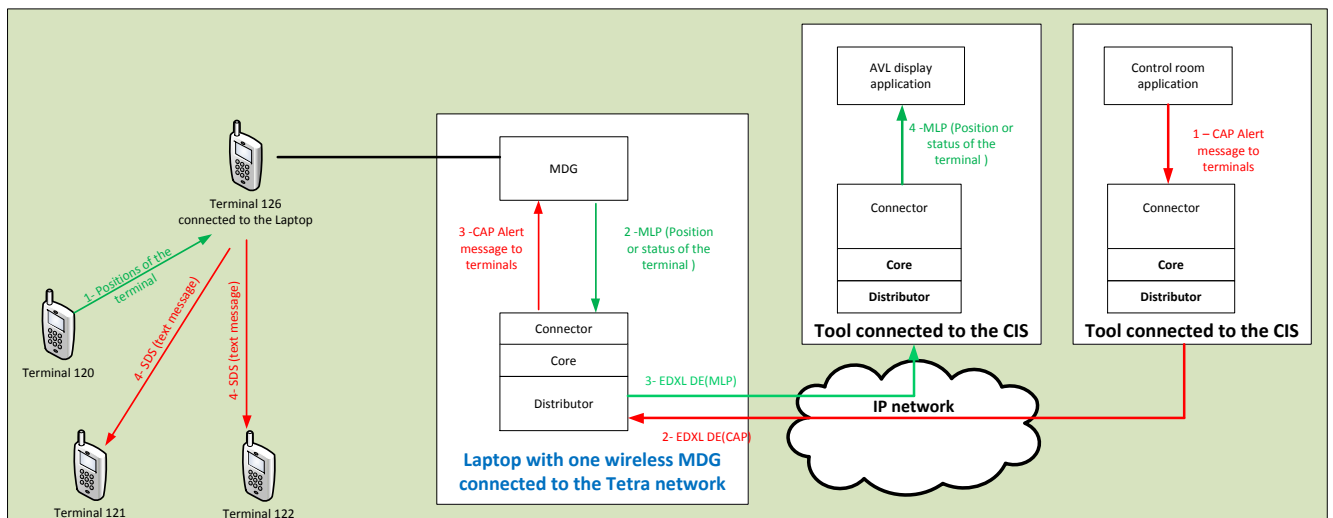 AVL display
application
Control room
application
4 -MLP (Position or
status of the
terminal )
1 – CAP Alert
message to
terminals
MDG
Terminal 126
connected to the Laptop
3 -CAP Alert
message to
terminals
2 -MLP (Position
or status of the
terminal )
Connector
Core
Distributor
Tool connected to the CIS
Connector
Core
Distributor
Tool connected to the CIS
1- Positions of the
terminal
Terminal 120
4- SDS (text message)
4- SDS (text message)
Terminal 121
Terminal 122
Connector
Core
Distributor
3- EDXL DE(MLP)
IP network
2- EDXL DE(CAP)
Laptop with one wireless MDG
connected to the Tetra network